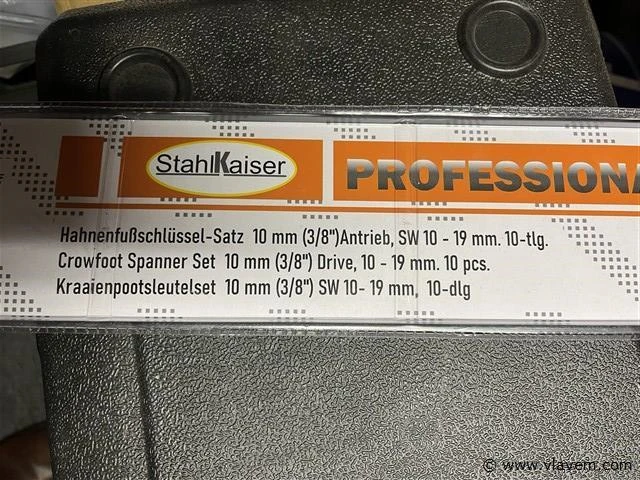 StahlKaiser
PROFESSIONA
Hahnenfußschlüssel-Satz 10 mm (3/8")Antrieb, SW 10 - 19 mm. 10-tlg.
Crowfoot Spanner Set 10 mm (3/8") Drive, 10 - 19 mm. 10 pcs.
Kraaienpootsleutelset 10 mm (3/8") SW 10- 19 mm, 10-dlg
© www.vlavem.com